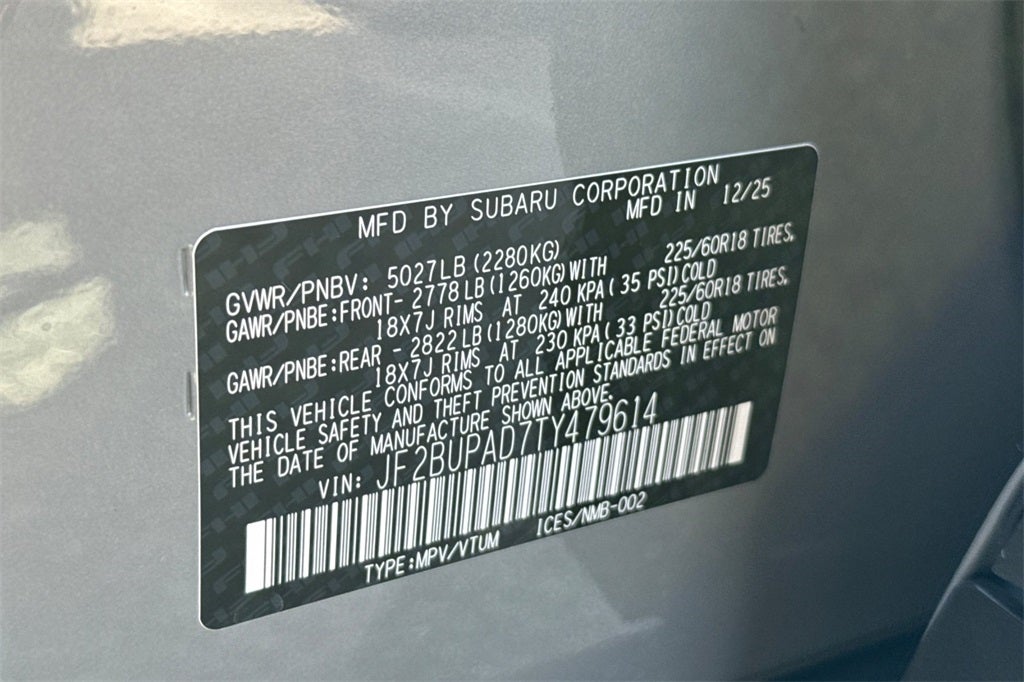 MFD BY SUBARU CORPORATION
MFD IN 12/25
GVWR/PNBV: 5027LB (2280KG)
GAWR/PNBE:FRONT- 2778LB (1260KG) WITH 225/60R18 TIRES,
18X7J RIMS AT 240 KPA (35 PSI) COLD
GAWR/PNBE:REAR - 2822LB (1280KG) WITH 225/60R18 TIRES,
18X7J RIMS AT 230 KPA (33 PSI) COLD
THIS VEHICLE CONFORMS TO ALL APPLICABLE FEDERAL MOTOR
VEHICLE SAFETY AND THEFT PREVENTION STANDARDS IN EFFECT ON
THE DATE OF MANUFACTURE SHOWN ABOVE.
VIN: JF2BUPAD7TY479614
TYPE:MPV/VTUM ICES/NMB-002